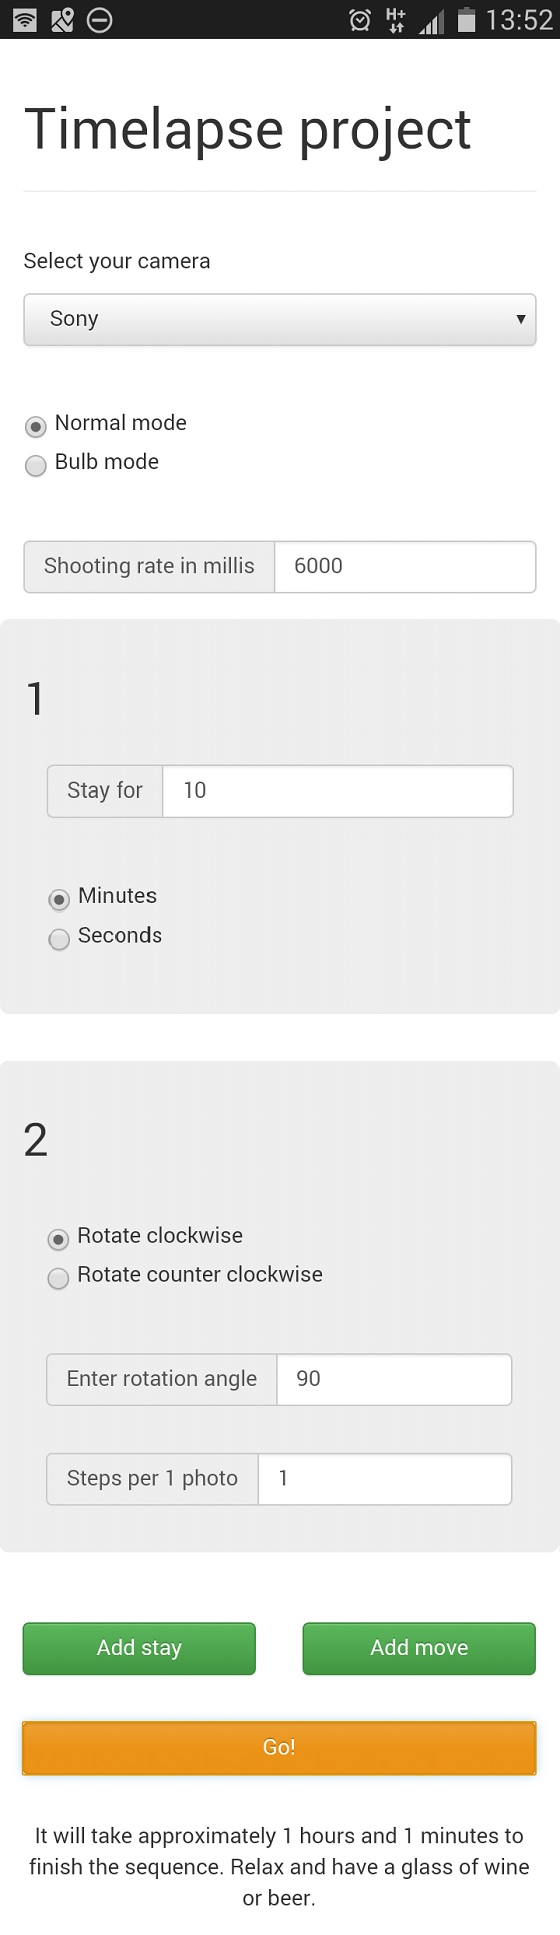 H+ 13:52
Timelapse project
Select your camera
Sony
Normal mode
Bulb mode
Shooting rate in millis 6000
1
Stay for 10
Minutes
Seconds
2
Rotate clockwise
Rotate counter clockwise
Enter rotation angle 90
Steps per 1 photo 1
Add stay Add move
Go!
It will take approximately 1 hours and 1 minutes to
finish the sequence. Relax and have a glass of wine
or beer.